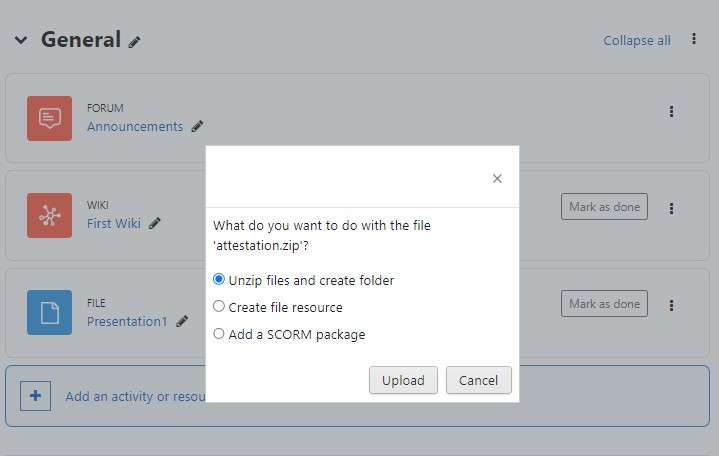 General
Collapse all
FORUM
Announcements
WIKI
First Wiki
Mark as done
FILE
Presentation1
Mark as done
Add an activity or resou
What do you want to do with the file
'attestation.zip'?
Unzip files and create folder
Create file resource
Add a SCORM package
Upload Cancel